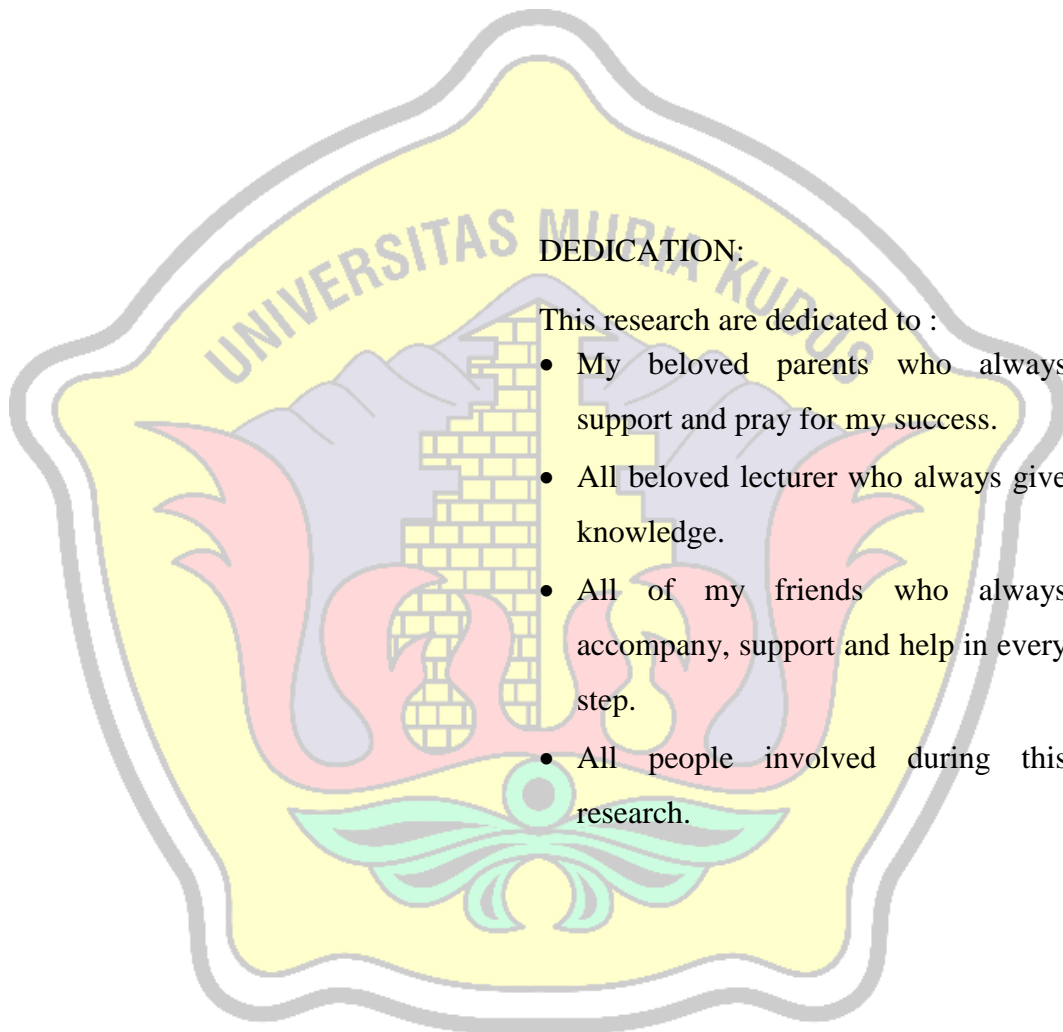 UNIVERSITAS MURIA KUDUS
DEDICATION:
This research are dedicated to :
• My beloved parents who always
support and pray for my success.
• All beloved lecturer who always give
knowledge.
• All of my friends who always
accompany, support and help in every
step.
• All people involved during this
research.